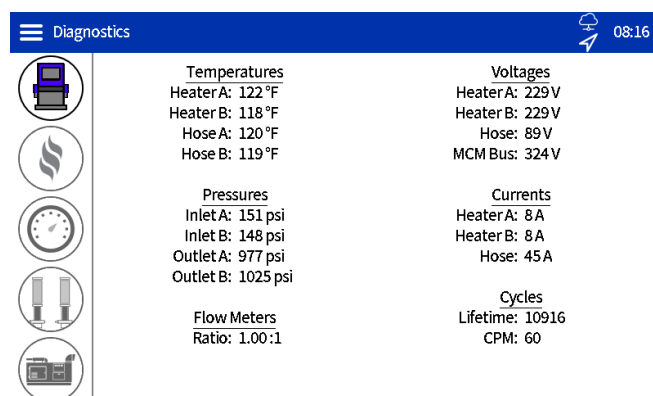 Diagnostics
08:16
Temperatures
Heater A: 122 °F
Heater B: 118 °F
Hose A: 120 °F
Hose B: 119 °F
Pressures
Inlet A: 151 psi
Inlet B: 148 psi
Outlet A: 977 psi
Outlet B: 1025 psi
Flow Meters
Ratio: 1.00 :1
Voltages
Heater A: 229 V
Heater B: 229 V
Hose: 89 V
MCM Bus: 324 V
Currents
Heater A: 8 A
Heater B: 8 A
Hose: 45 A
Cycles
Lifetime: 10916
CPM: 60